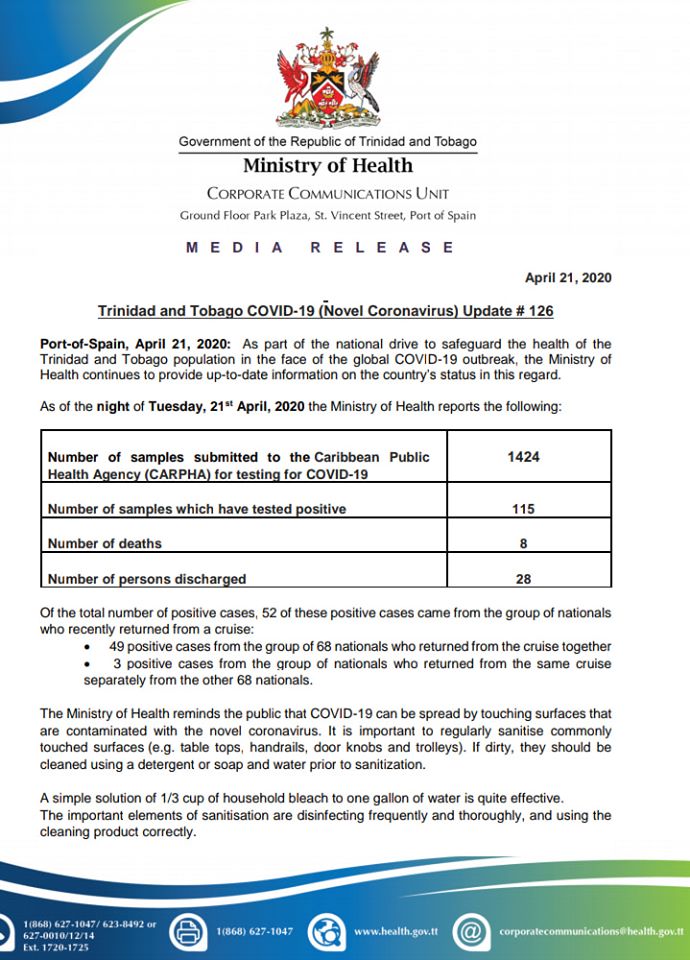 Government of the Republic of Trinidad and Tobago
Ministry of Health
CORPORATE COMMUNICATIONS UNIT
Ground Floor Park Plaza, St. Vincent Street, Port of Spain
MEDIA RELEASE
April 21, 2020
Trinidad and Tobago COVID-19 (Novel Coronavirus) Update # 126
Port-of-Spain, April 21, 2020: As part of the national drive to safeguard the health of the
Trinidad and Tobago population in the face of the global COVID-19 outbreak, the Ministry of
Health continues to provide up-to-date information on the country's status in this regard.
As of the night of Tuesday, 21st April, 2020 the Ministry of Health reports the following:
Number of samples submitted to the Caribbean Public
Health Agency (CARPHA) for testing for COVID-19
1424
Number of samples which have tested positive
115
Number of deaths
8
Number of persons discharged
28
Of the total number of positive cases, 52 of these positive cases came from the group of nationals
who recently returned from a cruise:
• 49 positive cases from the group of 68 nationals who returned from the cruise together
• 3 positive cases from the group of nationals who returned from the same cruise
separately from the other 68 nationals.
The Ministry of Health reminds the public that COVID-19 can be spread by touching surfaces that
are contaminated with the novel coronavirus. It is important to regularly sanitise commonly
touched surfaces (e.g. table tops, handrails, door knobs and trolleys). If dirty, they should be
cleaned using a detergent or soap and water prior to sanitization.
A simple solution of 1/3 cup of household bleach to one gallon of water is quite effective.
The important elements of sanitisation are disinfecting frequently and thoroughly, and using the
cleaning product correctly.
1(868) 627-1047/ 623-8492 or
627-0010/12/14
Ext. 1720-1725
1(868) 627-1047
www.health.gov.tt
@
corporatecommunications@health.gov.tt